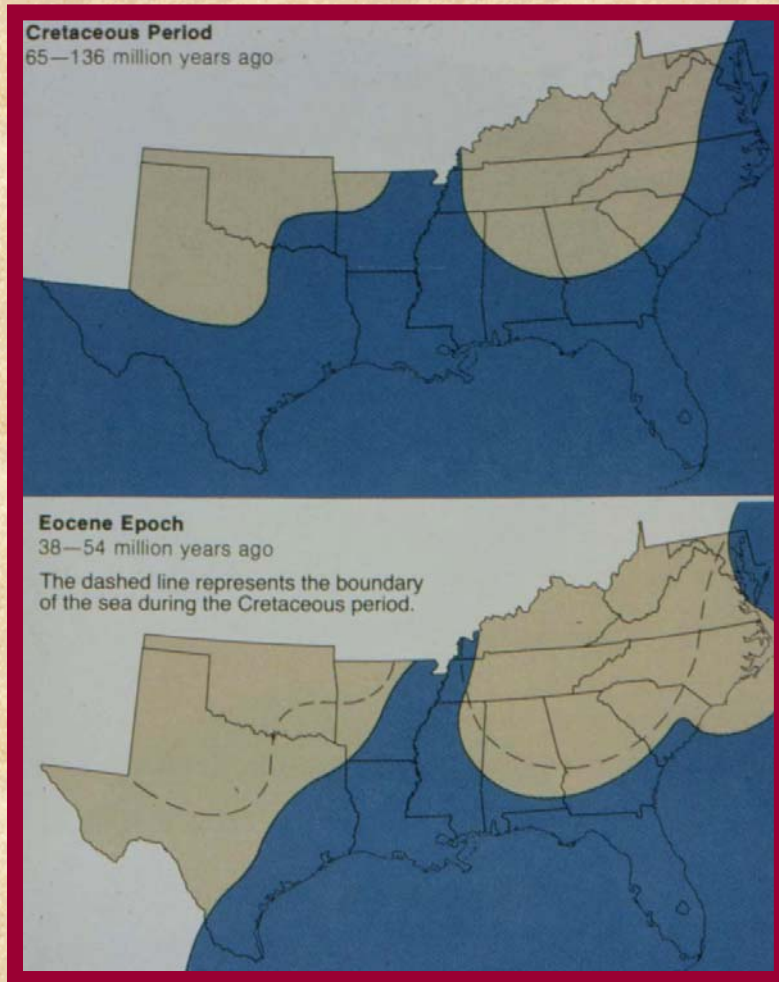 Cretaceous Period
65—136 million years ago
Eocene Epoch
38—54 million years ago
The dashed line represents the boundary
of the sea during the Cretaceous period.